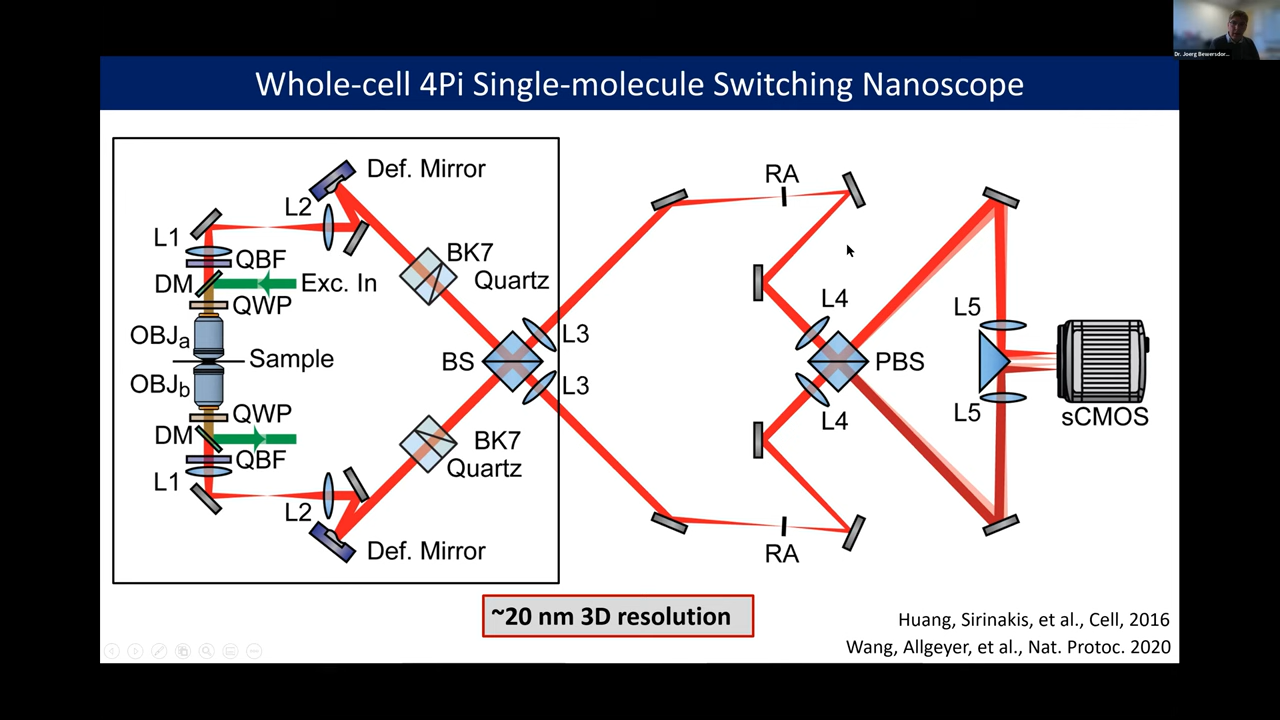 Dr. Joerg Bewersdor...
Whole-cell 4Pi Single-molecule Switching Nanoscope
Def. Mirror
L2
L1
QBF
DM
Exc. In
QWP
OBJa
Sample
OBJb
QWP
DM
QBF
L1
L2
Def. Mirror
BK7
Quartz
BS
BK7
Quartz
L3
L3
RA
L4
PBS
L4
RA
L5
L5
sCMOS
~20 nm 3D resolution
Huang, Sirinakis, et al., Cell, 2016
Wang, Allgeyer, et al., Nat. Protoc. 2020